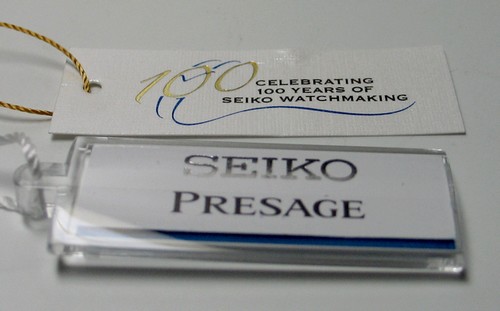 100
CELEBRATING
100 YEARS OF
SEIKO WATCHMAKING
SEIKO
PRESAGE